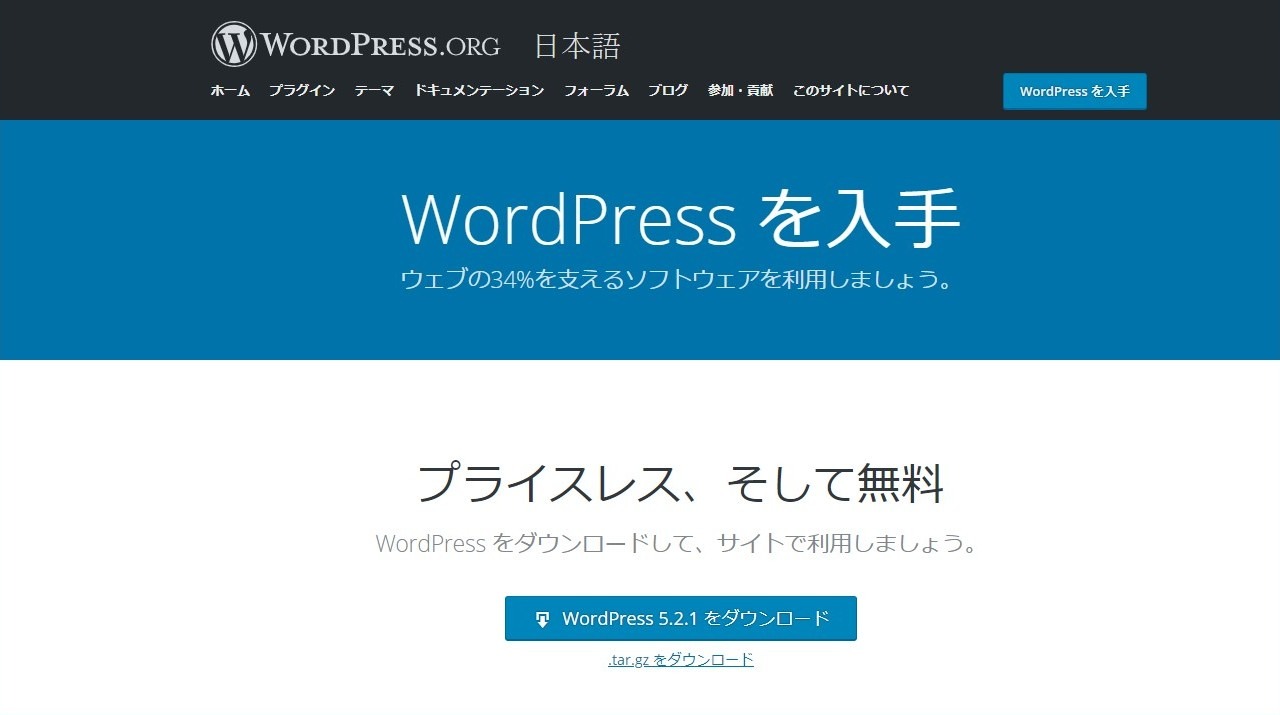 WORDPRESS.ORG 日本語
ホーム プラグイン テーマ ドキュメンテーション フォーラム ブログ 参加・貢献 このサイトについて WordPress を入手
WordPress を入手
ウェブの34%を支えるソフトウェアを利用しましょう。
プライスレス、そして無料
WordPress をダウンロードして、サイトで利用しましょう。
WordPress 5.2.1 をダウンロード
.tar.gz をダウンロード